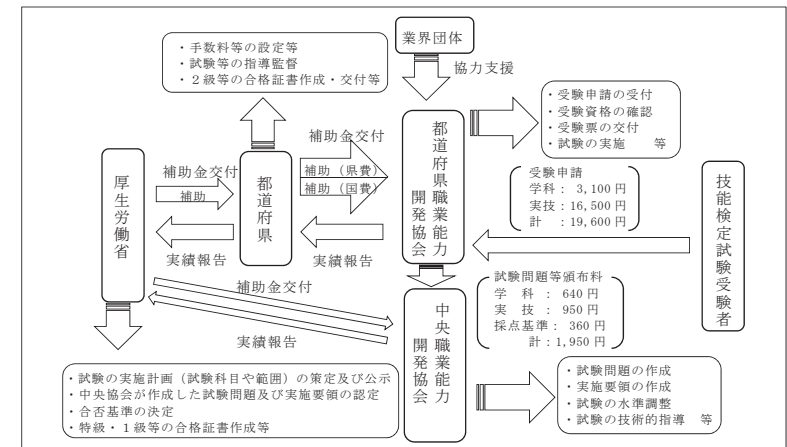 業界団体
・手数料等の設定等
・試験等の指導監督
・２級等の合格証書作成・交付等
協力支援
・受験申請の受付
・受験資格の確認
・受験票の交付
・試験の実施　等
厚生労働省
補助金交付
補助
実績報告
都道府県
補助金交付
補助（県費）
補助（国費）
実績報告
都道府県職業能力
開発協会
受験申請
学科： 3,100円
実技：16,500円
計　：19,600円
技能検定試験受験者
補助金交付
実績報告
中央職業能力
開発協会
試験問題等頒布料
学　科 ： 640円
実　技 ： 950円
採点基準： 360円
計：1,950円
・試験の実施計画（試験科目や範囲）の策定及び公示
・中央協会が作成した試験問題及び実施要領の認定
・合否基準の決定
・特級・１級等の合格証書作成等
・試験問題の作成
・実施要領の作成
・試験の水準調整
・試験の技術的指導　等